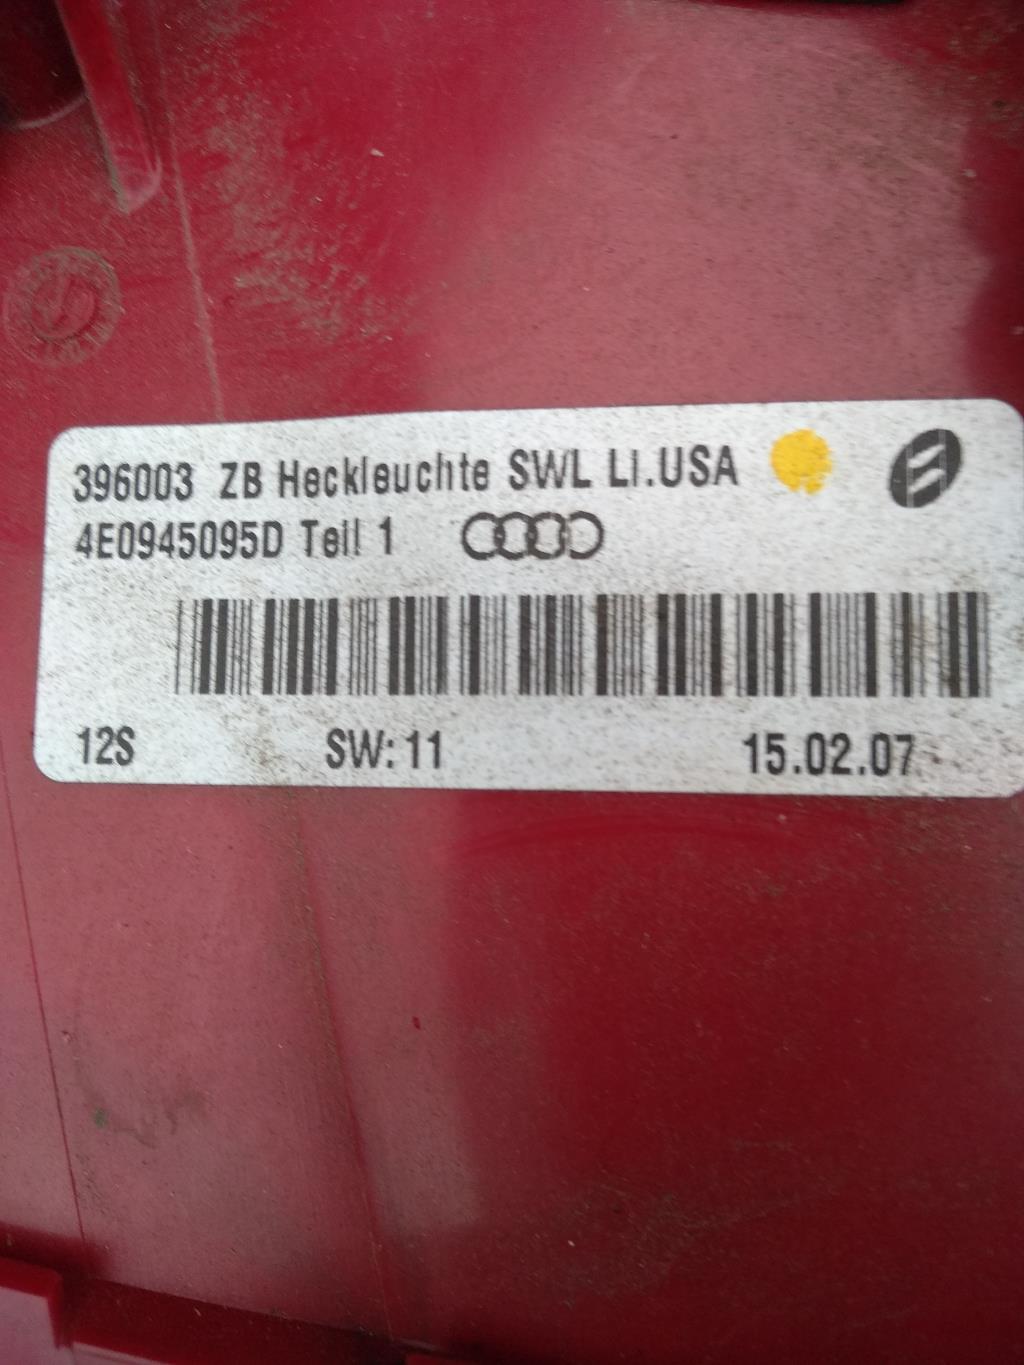 396003 ZB Heckleuchte SWL LI.USA
4E0945095D Teil 1
12S SW: 11 15.02.07